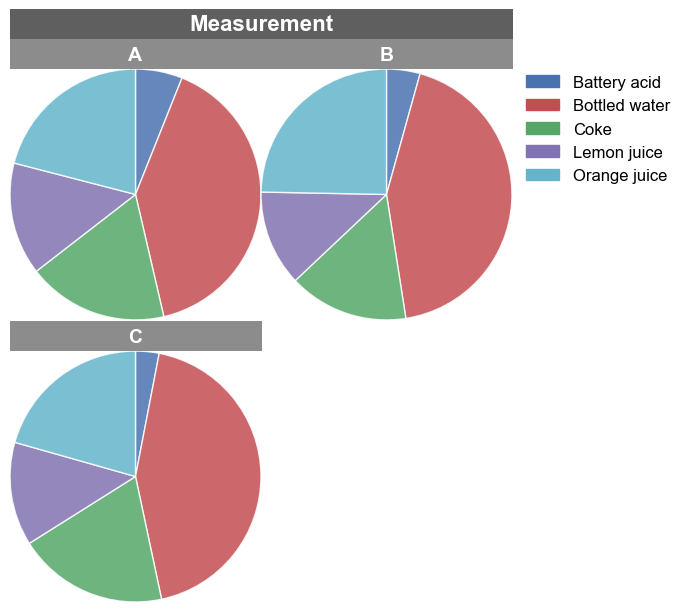 Measurement
A
B
Battery acid
Bottled water
Coke
Lemon juice
Orange juice
C